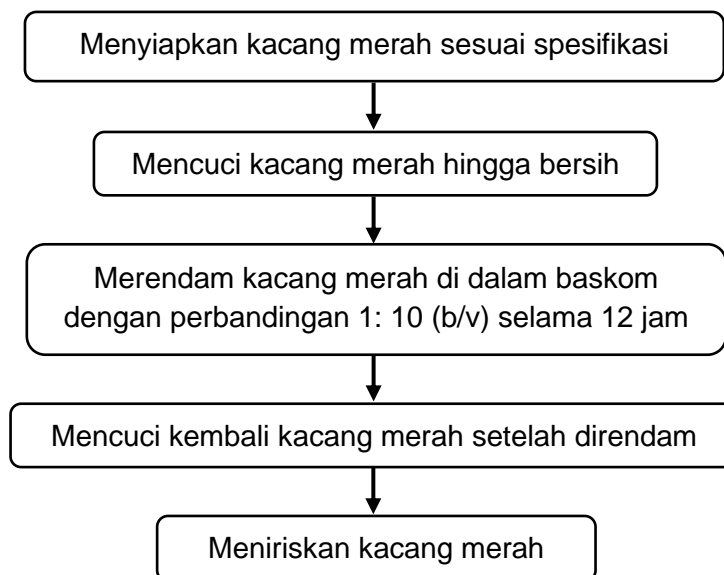 Menyiapkan kacang merah sesuai spesifikasi
Mencuci kacang merah hingga bersih
Merendam kacang merah di dalam baskom
dengan perbandingan 1: 10 (b/v) selama 12 jam
Mencuci kembali kacang merah setelah direndam
Meniriskan kacang merah